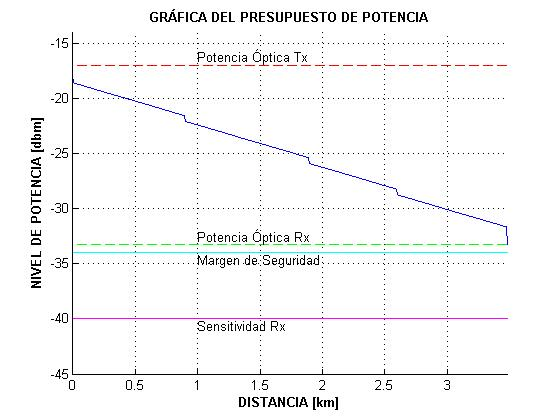 GRÁFICA DEL PRESUPUESTO DE POTENCIA
-15
Potencia Óptica Tx
-20
-25
NIVEL DE POTENCIA [dbm]
-30
Potencia Óptica Rx
Margen de Seguridad
-35
-40
Sensitividad Rx
-45
0 0.5 1 1.5 2 2.5 3
DISTANCIA [km]